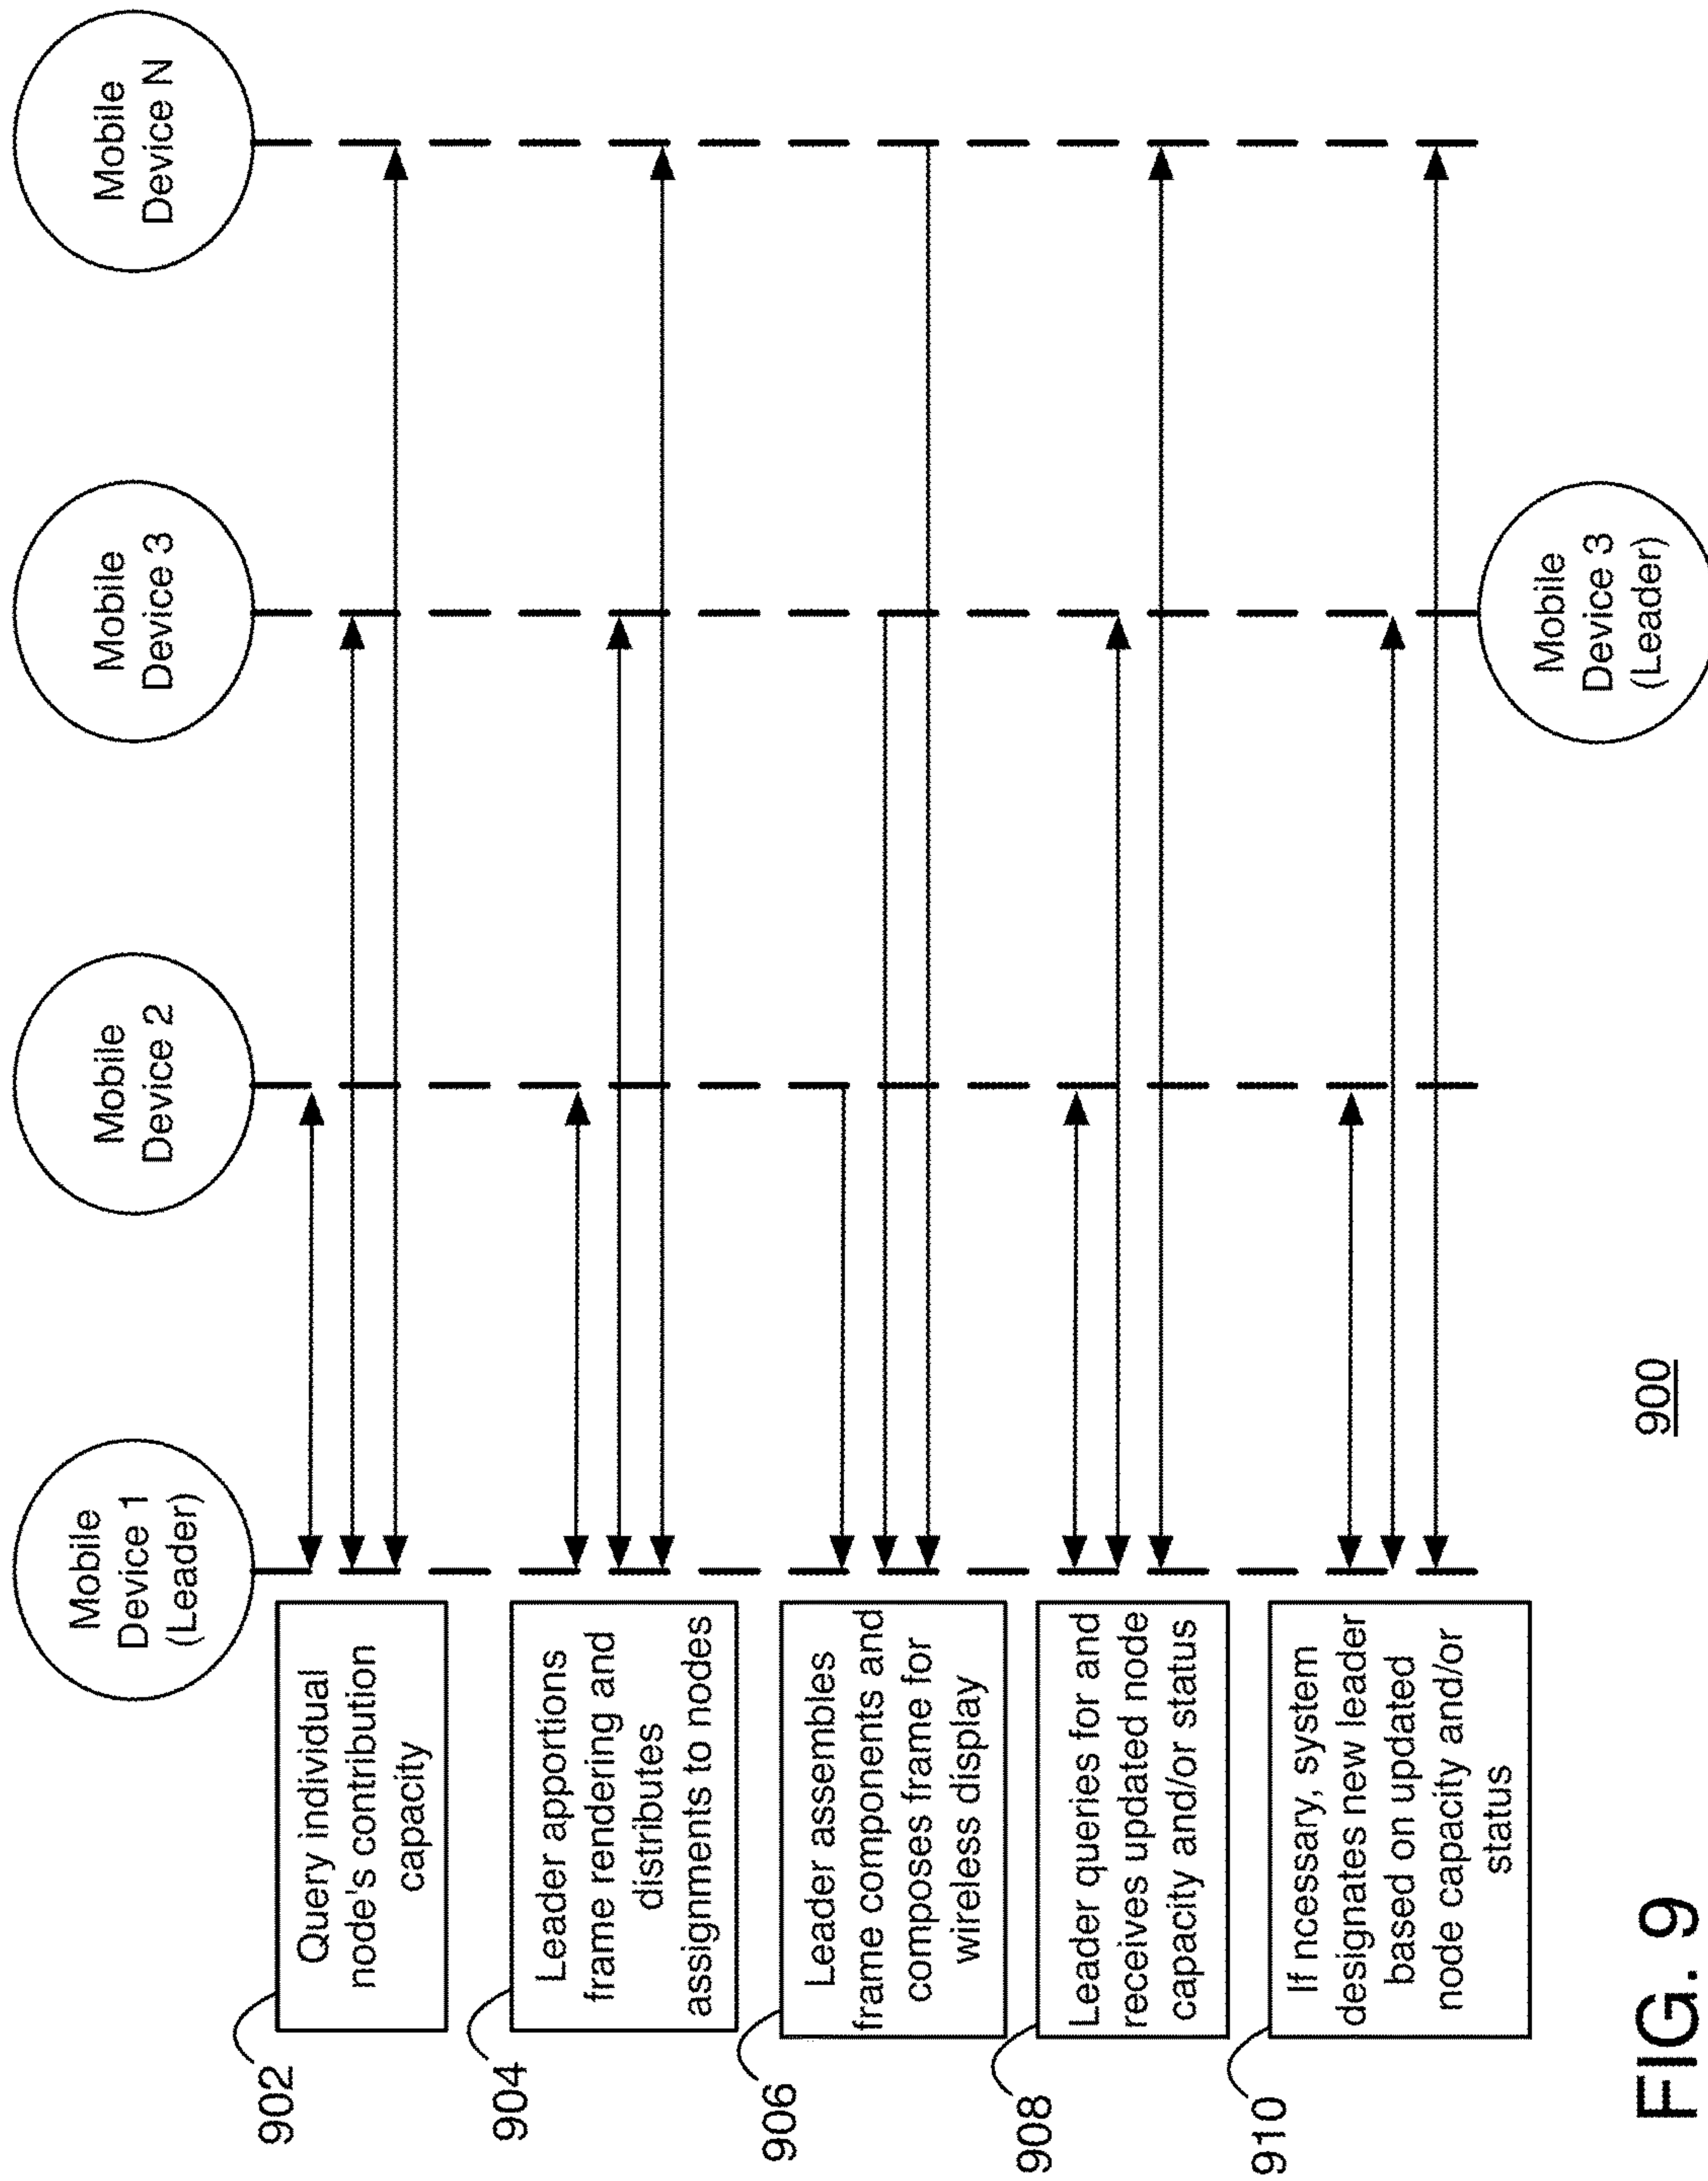 Mobile
Device 1
(Leader)
Mobile
Device 2
Mobile
Device 3
Mobile
Device N
902
Query individual
node's contribution
capacity
904
Leader apportions
frame rendering and
distributes
assignments to nodes
906
Leader assembles
frame components and
composes frame for
wireless display
908
Leader queries for and
receives updated node
capacity and/or status
910
If ncessary, system
designates new leader
based on updated
node capacity and/or
status
Mobile
Device 3
(Leader)
900
FIG. 9